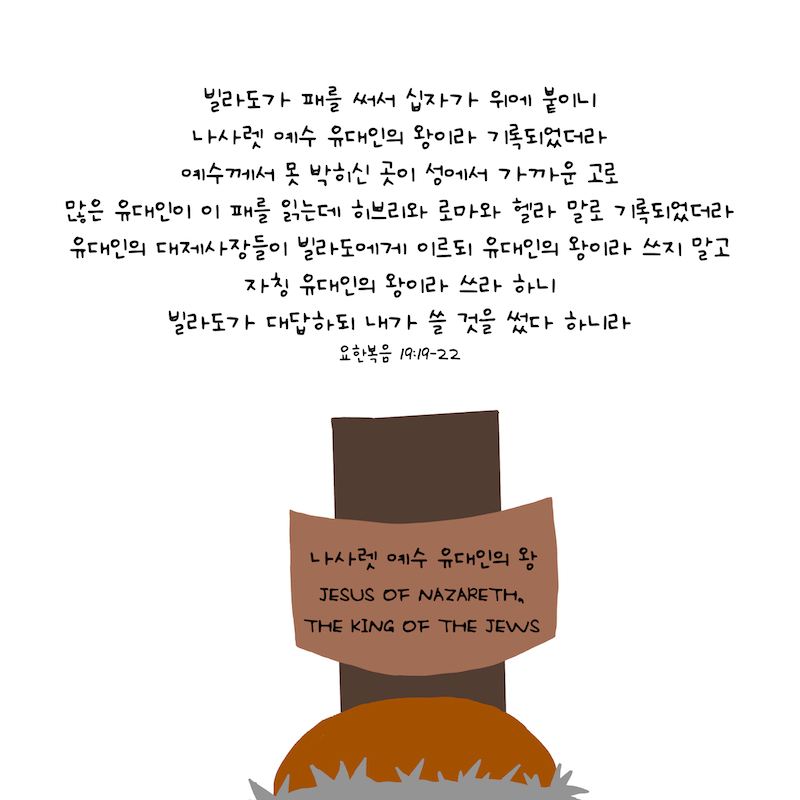 빌라도가 패를 써서 십자가 위에 붙이니
나사렛 예수 유대인의 왕이라 기록되었더라
예수께서 못 박히신 곳이 성에서 가까운 고로
많은 유대인이 이 패를 읽는데 히브리와 로마와 헬라 말로 기록되었더라
유대인의 대제사장들이 빌라도에게 이르되 유대인의 왕이라 쓰지 말고
자칭 유대인의 왕이라 쓰라 하니
빌라도가 대답하되 내가 쓸 것을 썼다 하니라
요한복음 19:19-22
나사렛 예수 유대인의 왕
JESUS OF NAZARETH,
THE KING OF THE JEWS